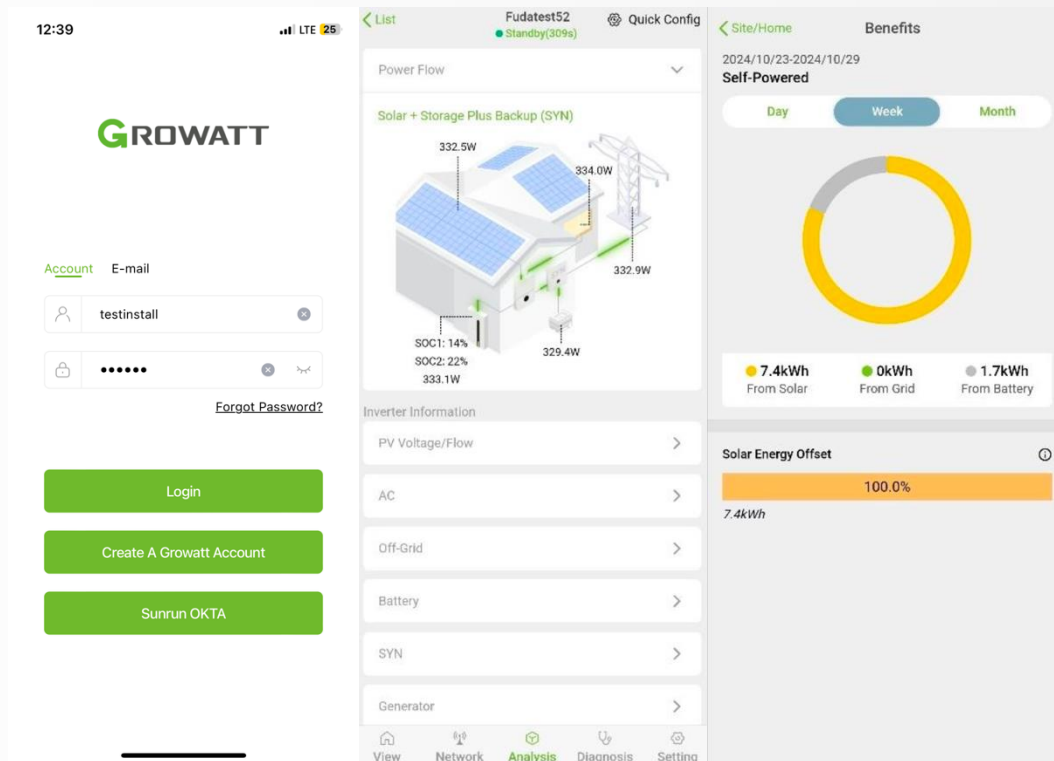 12:39
LTE 25
GROWATT
Account E-mail
testinstall
••••••
Forgot Password?
Login
Create A Growatt Account
Sunrun OKTA
List
Fudatest52
Quick Config
Standby(309s)
Power Flow
Solar + Storage Plus Backup (SYN)
332.5W
334.0W
332.9W
SOC1: 14%
SOC2: 22%
333.1W
329.4W
Inverter Information
PV Voltage/Flow
AC
Off-Grid
Battery
SYN
Generator
View Network Analysis Diagnosis Setting
Site/Home Benefits
2024/10/23-2024/10/29
Self-Powered
Day Week Month
7.4kWh 0kWh 1.7kWh
From Solar From Grid From Battery
Solar Energy Offset
100.0%
7.4kWh